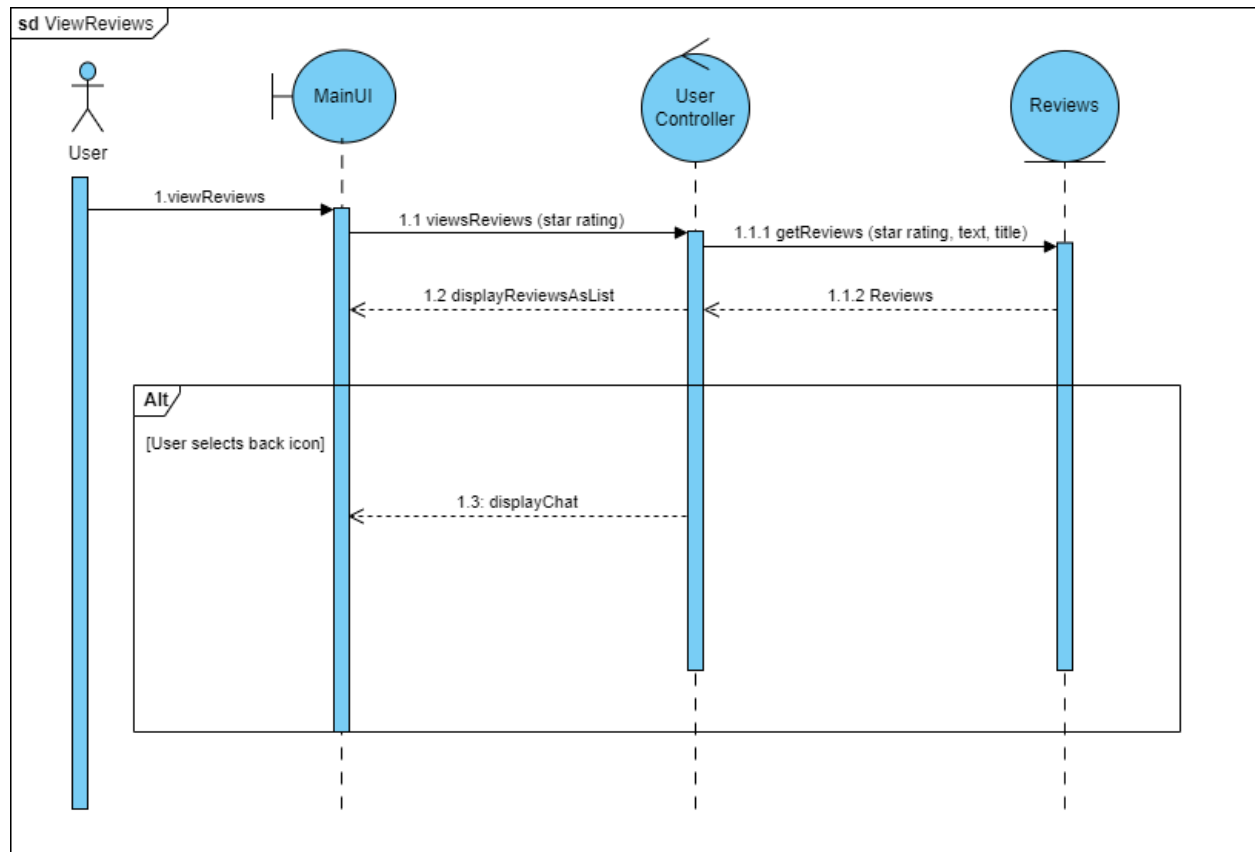 sd ViewReviews
MainUI
User
Controller
Reviews
User
1.viewReviews
1.1 viewsReviews (star rating)
1.1.1 getReviews (star rating, text, title)
1.2 displayReviewsAsList
1.1.2 Reviews
Alt
[User selects back icon]
1.3: displayChat